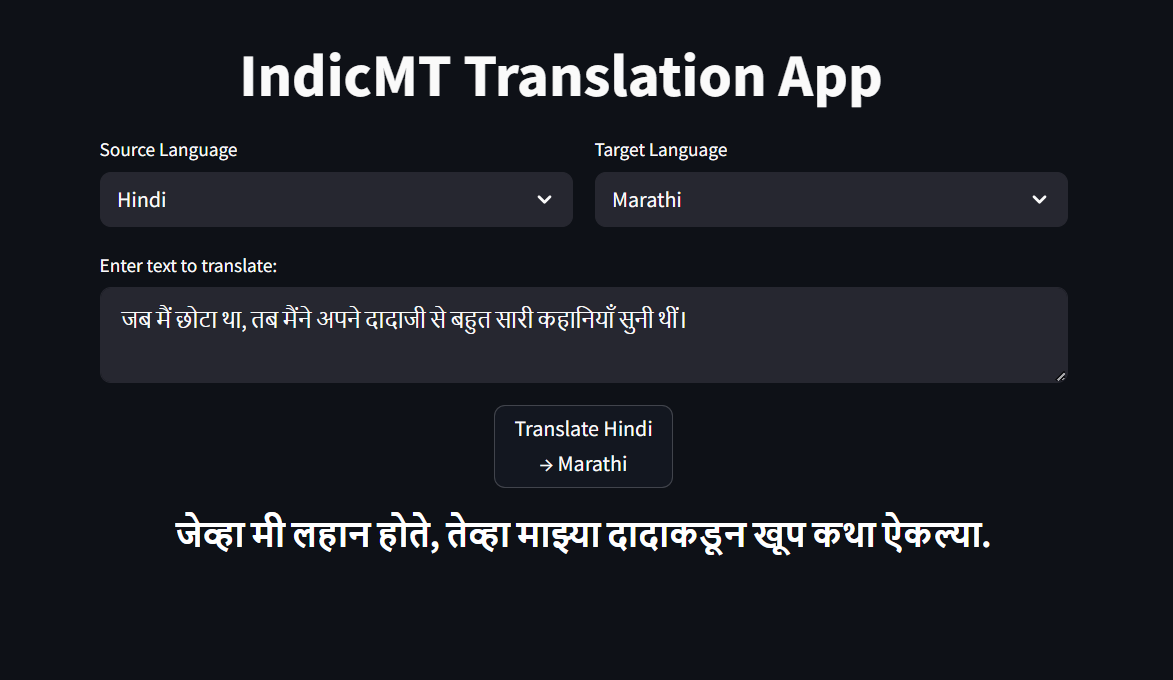 IndicMT Translation App
Source Language
Target Language
Hindi
Marathi
Enter text to translate:
जब मैं छोटा था, तब मैंने अपने दादाजी से बहुत सारी कहानियाँ सुनी थीं।
Translate Hindi
→ Marathi
जेव्हा मी लहान होते, तेव्हा माझ्या दादाकडून खूप कथा ऐकल्या.